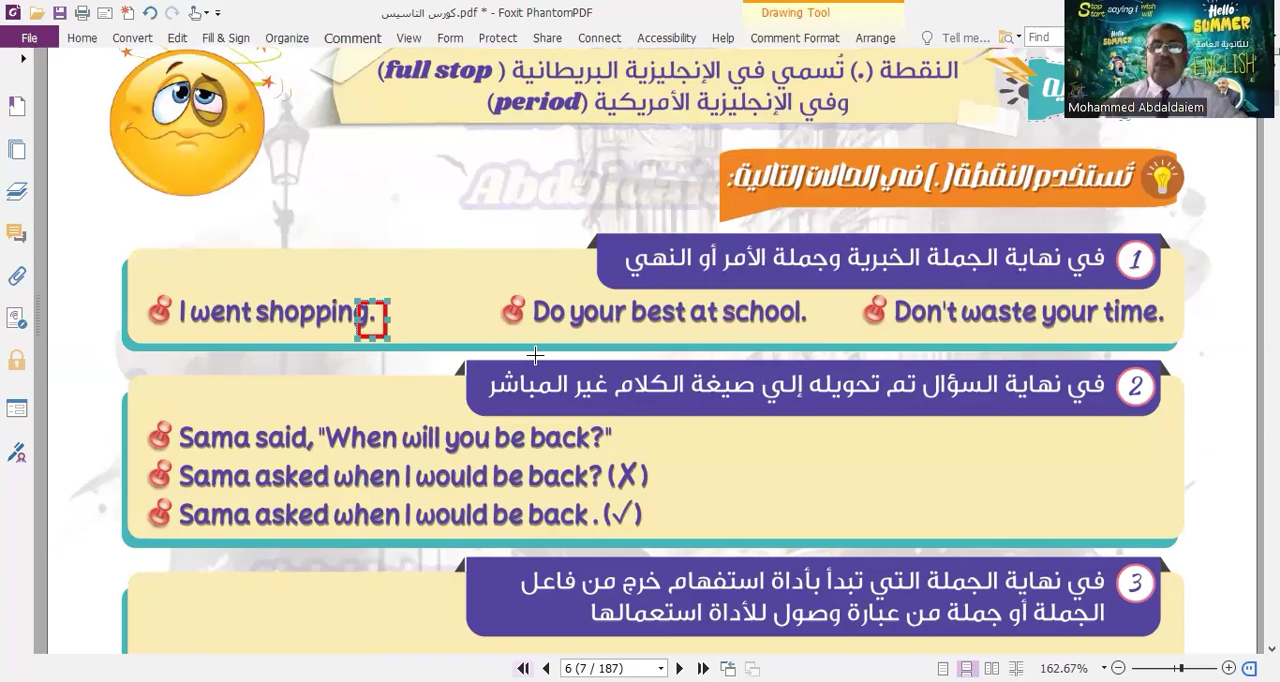 كورس التاسيس.pdf * - Foxit PhantomPDF
Drawing Tool
File Home Convert Edit Fill & Sign Organize Comment View Form Protect Share Connect Accessibility Help Comment Format Arrange Tell me... Find
Hello
SUMMER
للثانوية العامة
ENGLISH
Mohammed Abdaldaiem
النقطة (.) تُسمي في الإنجليزية البريطانية (full stop)
وفي الإنجليزية الأمريكية (period)
تُستخدم النقطة (.) في الحالات التالية:
1 في نهاية الجملة الخبرية وجملة الأمر أو النهي
I went shopping. Do your best at school. Don't waste your time.
2 في نهاية السؤال تم تحويله إلي صيغة الكلام غير المباشر
Sama said, "When will you be back?"
Sama asked when I would be back? (✗)
Sama asked when I would be back . (✓)
3 في نهاية الجملة التي تبدأ بأداة استفهام خرج من فاعل
الجملة أو جملة من عبارة وصول للأداة استعمالها
6 (7 / 187) 162.67%